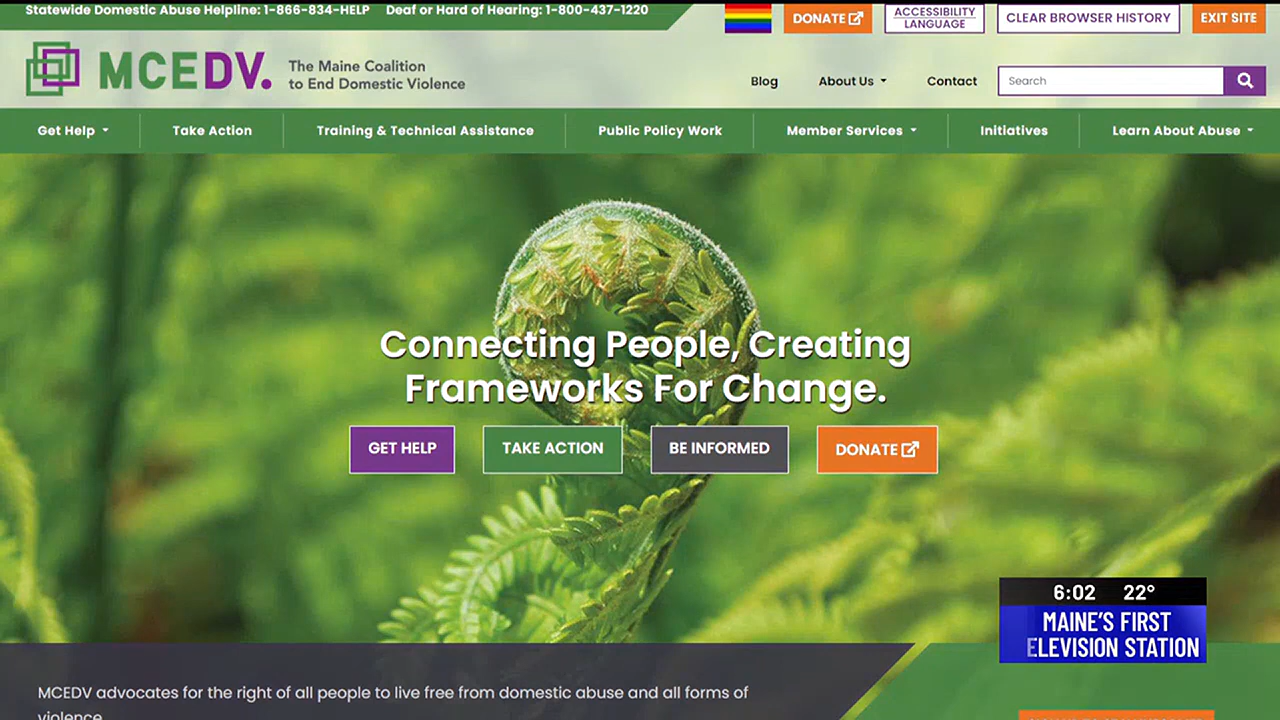 Statewide Domestic Abuse Helpline: 1-866-834-HELP Deaf or Hard of Hearing: 1-800-437-1220
DONATE
ACCESSIBILITY
LANGUAGE
CLEAR BROWSER HISTORY
EXIT SITE
MCEDV.
The Maine Coalition
to End Domestic Violence
Blog About Us Contact
Search
Get Help Take Action Training & Technical Assistance Public Policy Work Member Services Initiatives Learn About Abuse
Connecting People, Creating
Frameworks For Change.
GET HELP TAKE ACTION BE INFORMED DONATE
6:02 22°
MAINE'S FIRST
ELEVISION STATION
MCEDV advocates for the right of all people to live free from domestic abuse and all forms of
violence